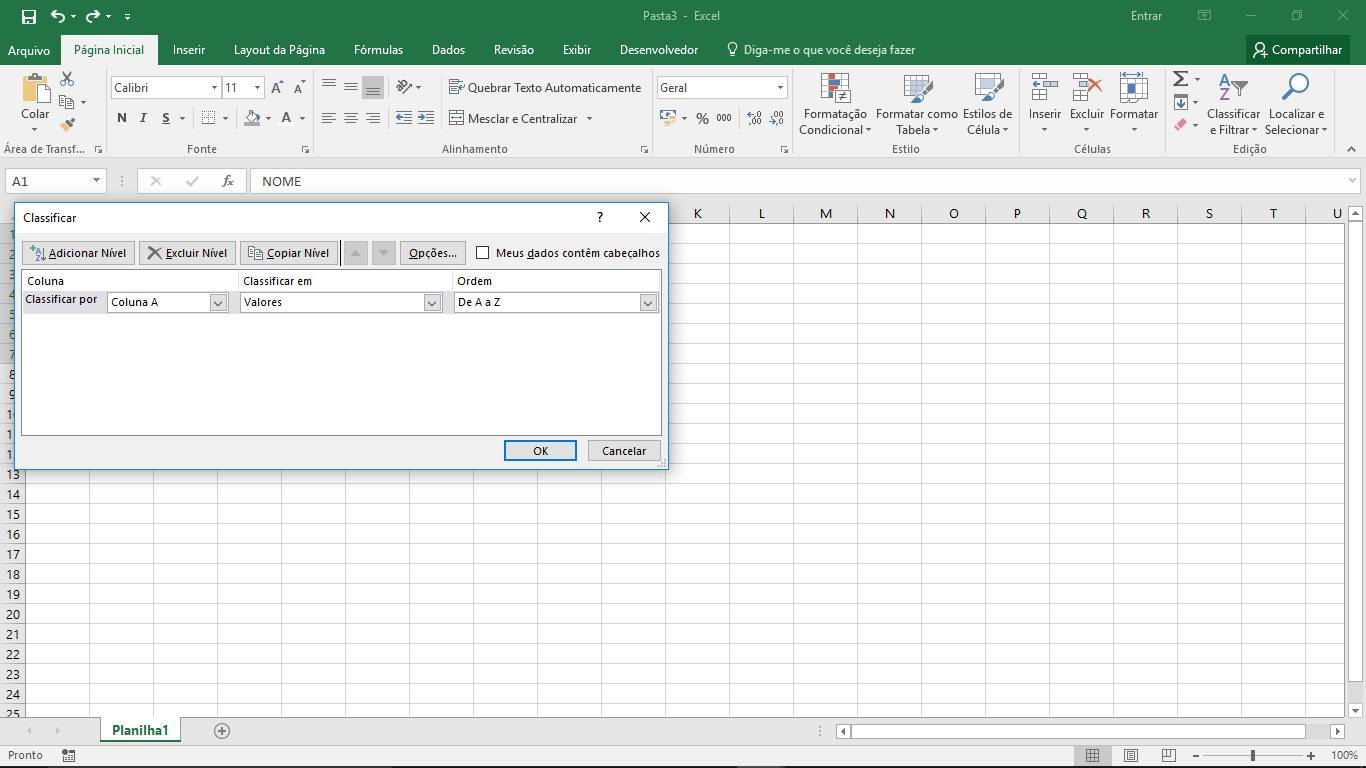 Pasta3 - Excel
Entrar
Arquivo
Página Inicial
Inserir
Layout da Página
Fórmulas
Dados
Revisão
Exibir
Desenvolvedor
Diga-me o que você deseja fazer
Compartilhar
Colar
Calibri
11
N I S
A
Quebrar Texto Automaticamente
Mesclar e Centralizar
Geral
% 000
Formatação
Condicional
Formatar como
Tabela
Estilos de
Célula
Inserir
Excluir
Formatar
Classificar
e Filtrar
Localizar e
Selecionar
Área de Transf...
Fonte
Alinhamento
Número
Estilo
Células
Edição
A1
fx
NOME
Classificar
?
Adicionar Nível
Excluir Nível
Copiar Nível
Opções...
Meus dados contêm cabeçalhos
Coluna
Classificar em
Ordem
Classificar por
Coluna A
Valores
De A a Z
OK
Cancelar
K L M N O P Q R S T U
13
14
15
16
17
18
19
20
21
22
23
24
25
Planilha1
Pronto
100%